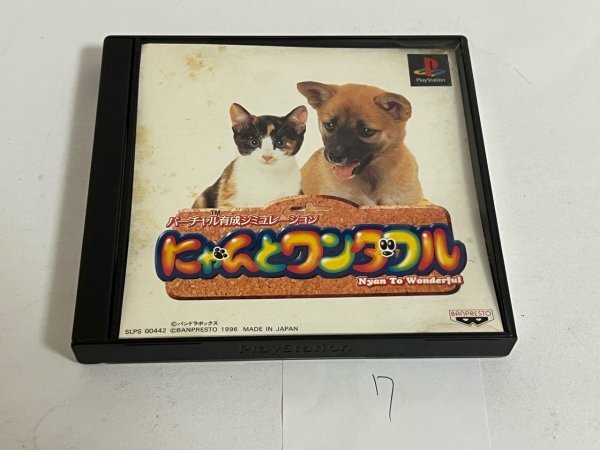 PlayStation
バーチャル育成シミュレーション
にゃんとワンダフル
Nyan To Wonderful
©パンドラボックス
SLPS 00442 ©BANPRESTO 1996 MADE IN JAPAN
BANPRESTO
PlayStation
17